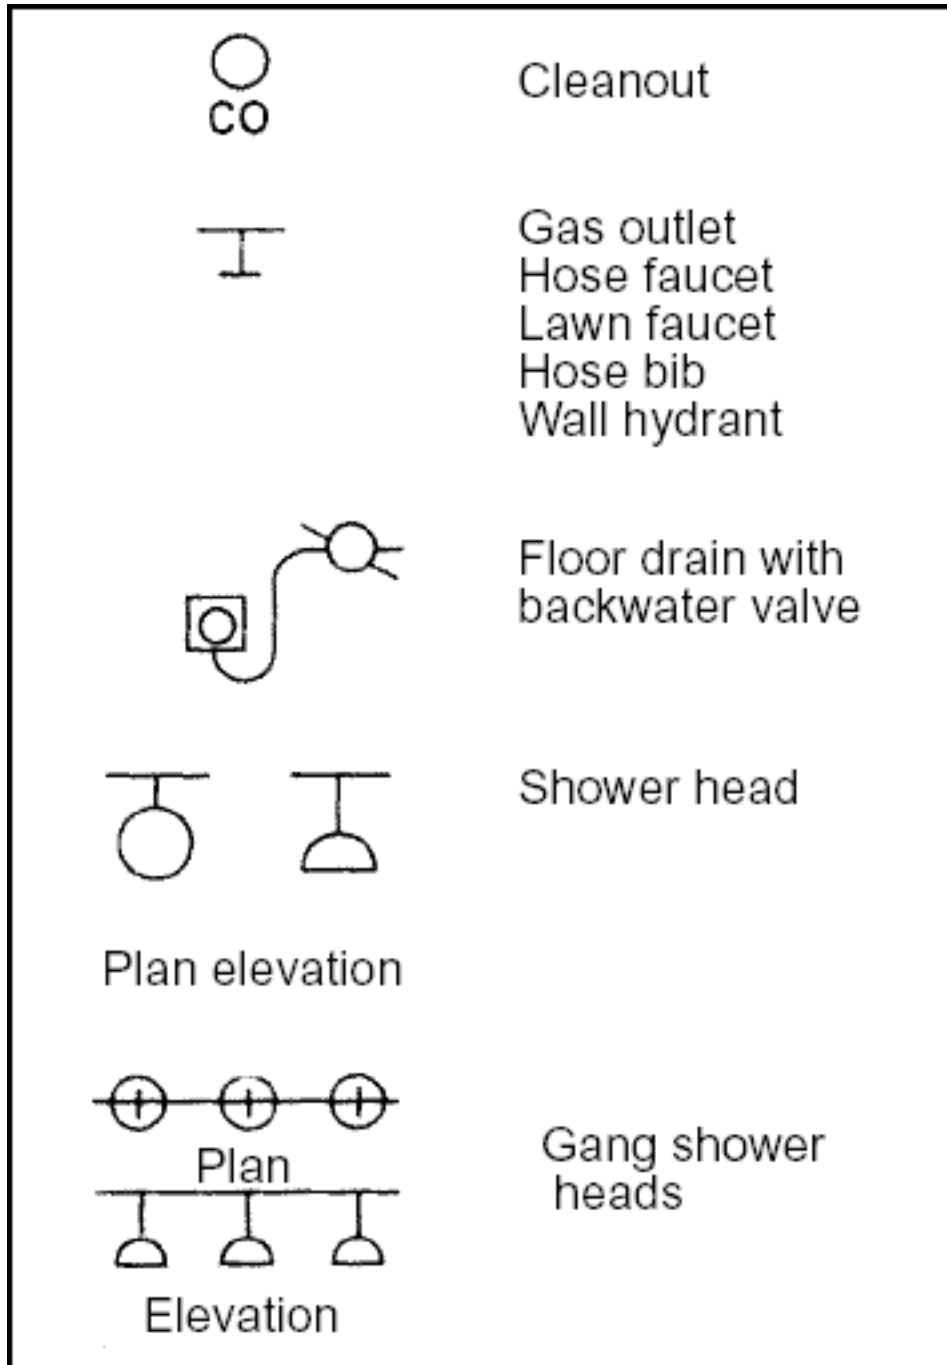 CO
Cleanout
Gas outlet
Hose faucet
Lawn faucet
Hose bib
Wall hydrant
Floor drain with
backwater valve
Shower head
Plan elevation
Plan
Gang shower
heads
Elevation